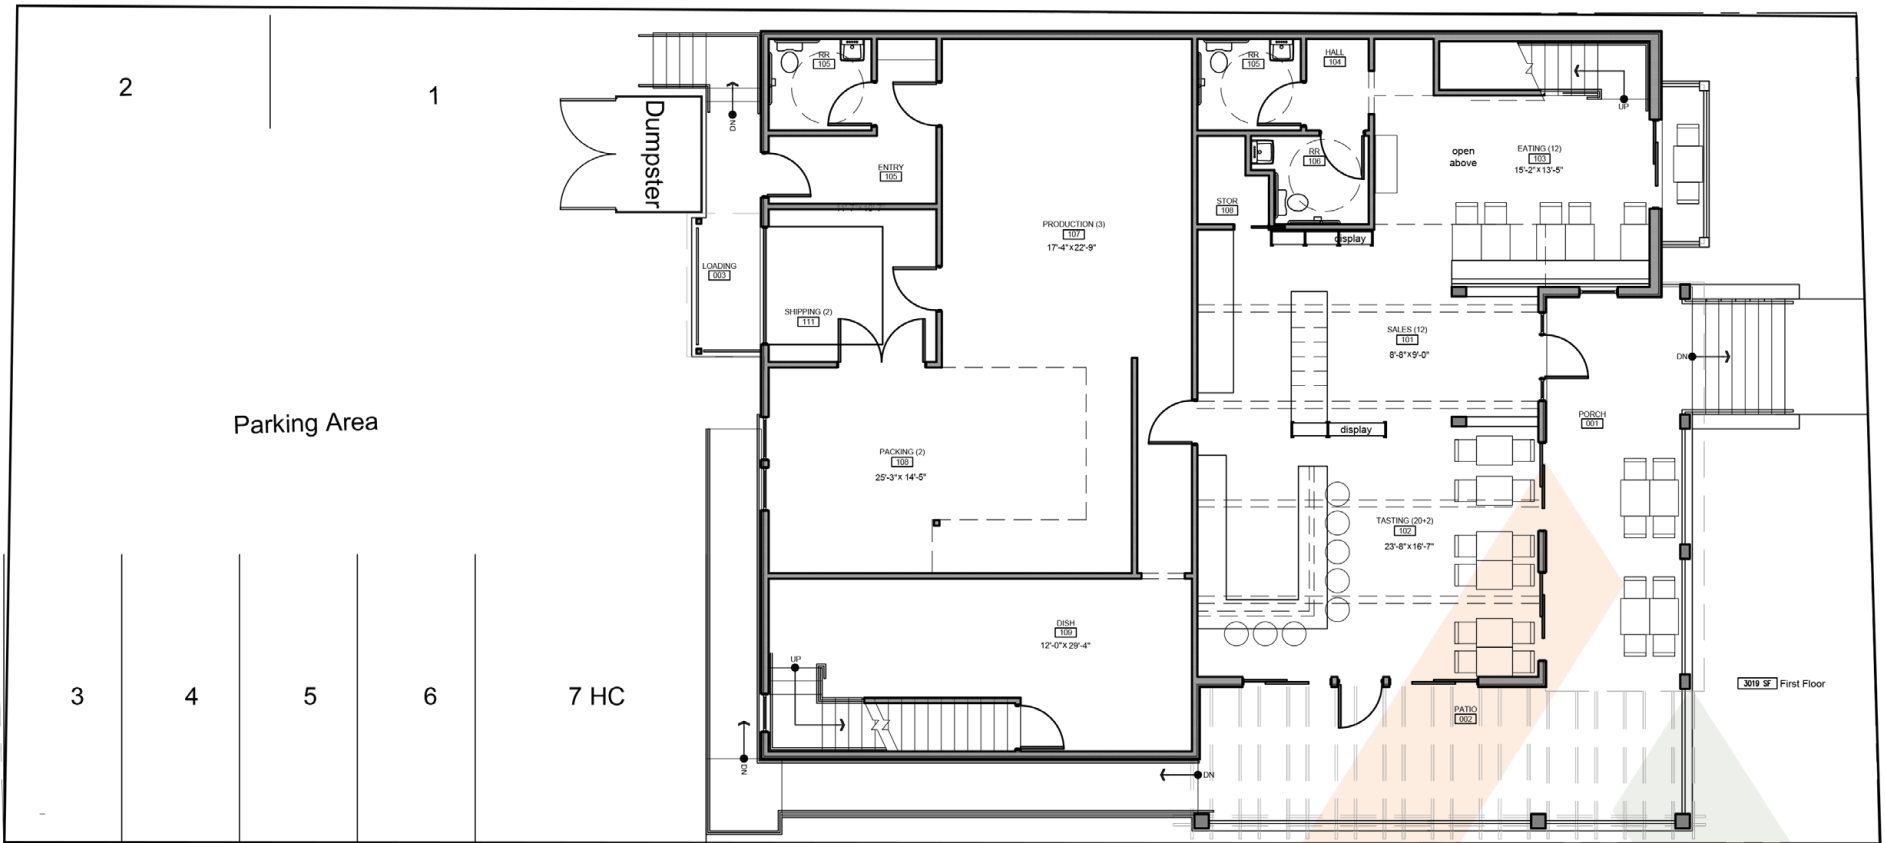 2
1
Dumpster
DN
RR
105
ENTRY
105
LOADING
003
SHIPPING (2)
111
Parking Area
PACKING (2)
108
25'-3"X 14'-5"
PRODUCTION (3)
107
17'-4"X22'-9"
RR
105
HALL
104
RR
106
STOR
108
display
open
above
UP
EATING (12)
103
15'-2"X13'-5"
SALES (12)
101
8'-8"X9'-0"
display
DN
PORCH
001
TASTING (20+2)
102
23'-8"X16'-7"
DISH
109
12'-0"X 29'-4"
UP
3
4
5
6
7 HC
DN
DN
PATIO
002
3019 SF First Floor